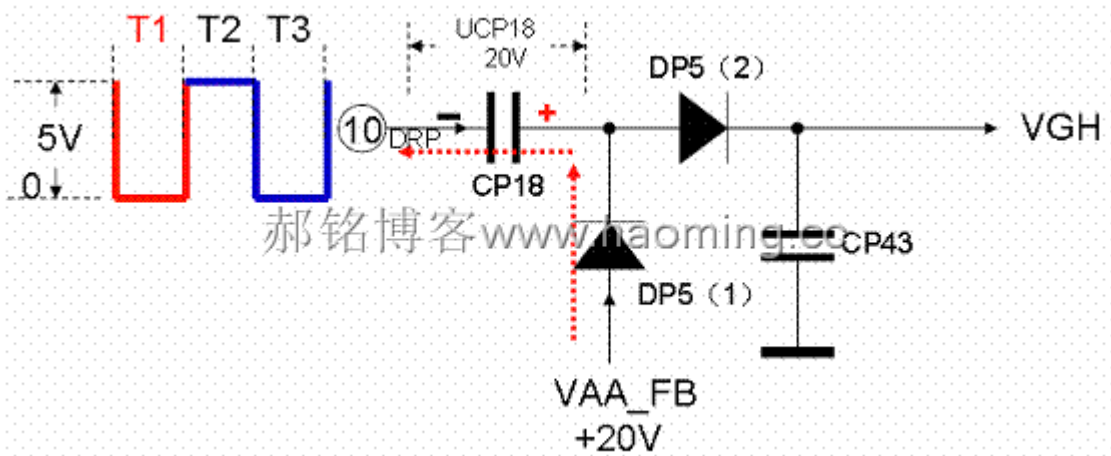 T1 T2 T3
UCP18
20V
DP5（2）
5V
0
10
DRP
-
+
VGH
CP18
郝铭博客www.haoming.cc
CP43
DP5（1）
VAA_FB
+20V